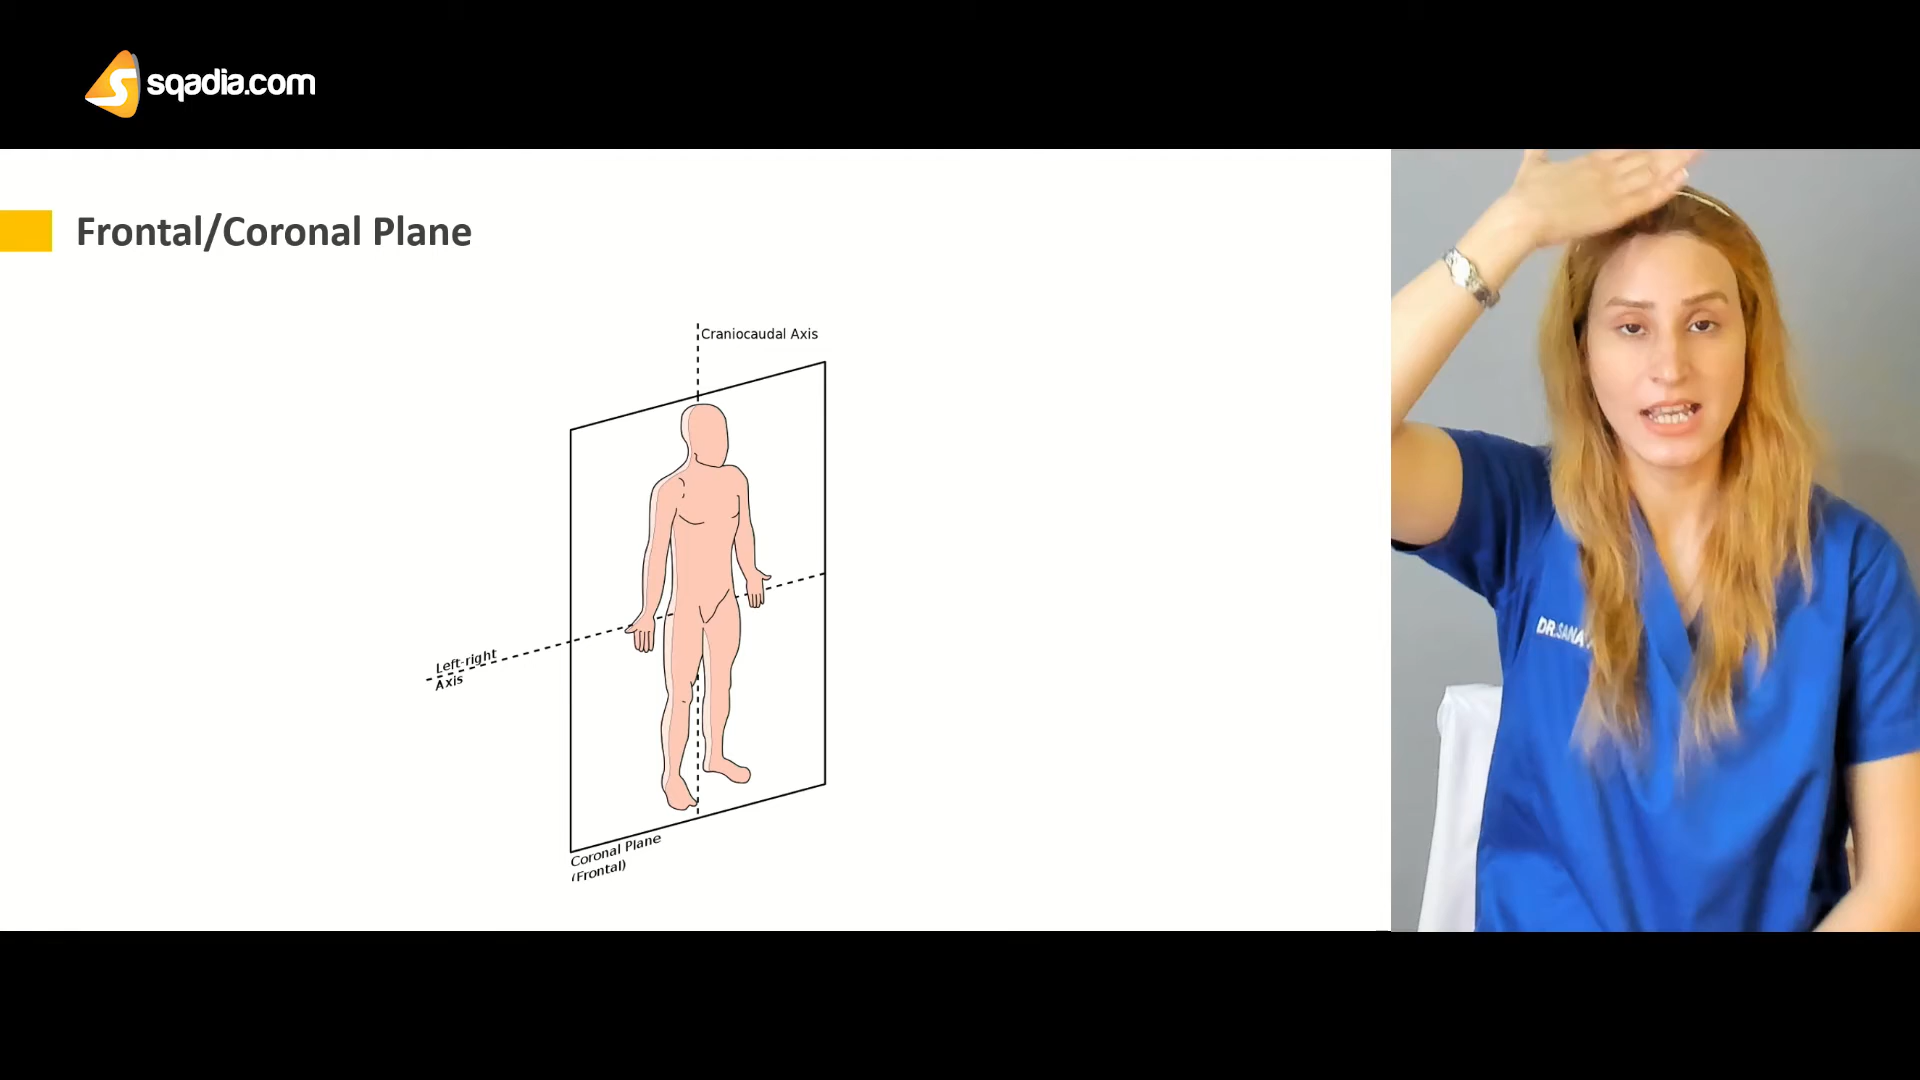 sqadia.com
Frontal/Coronal Plane
Craniocaudal Axis
Left-right
Axis
Coronal Plane
(Frontal)
DR.SANA